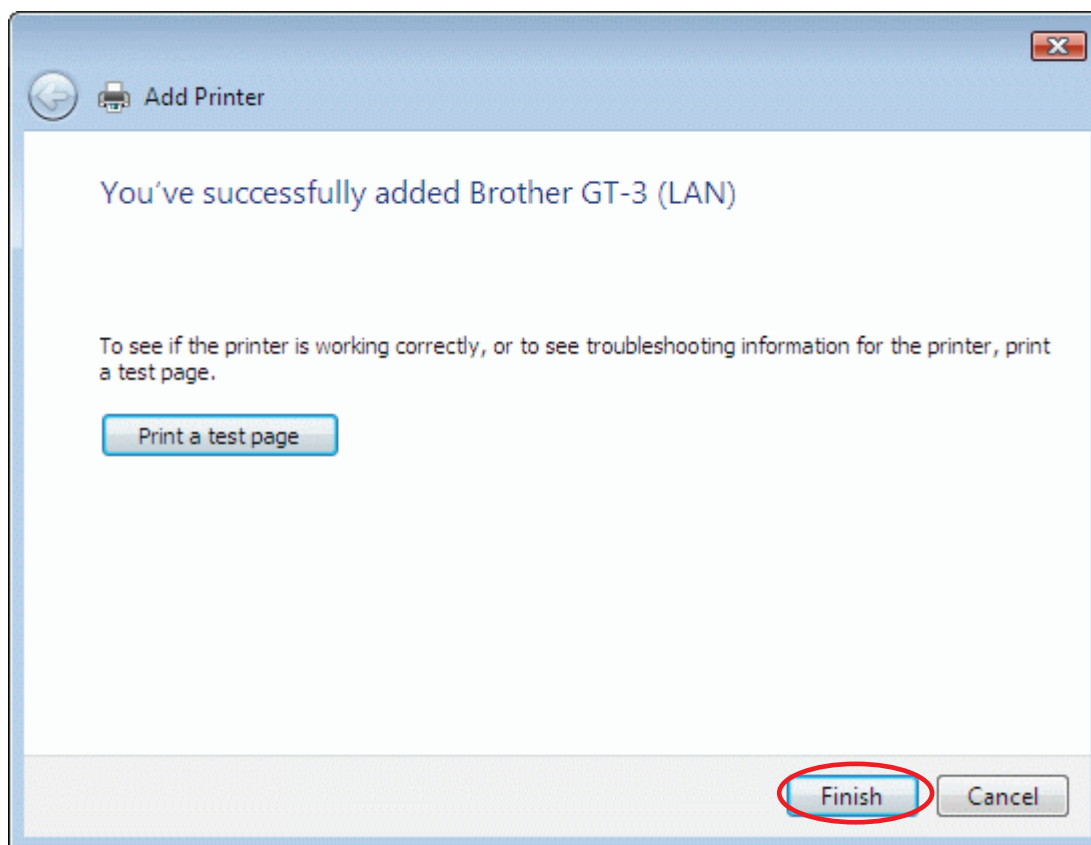 Add Printer
You've successfully added Brother GT-3 (LAN)
To see if the printer is working correctly, or to see troubleshooting information for the printer, print
a test page.
Print a test page
Finish
Cancel